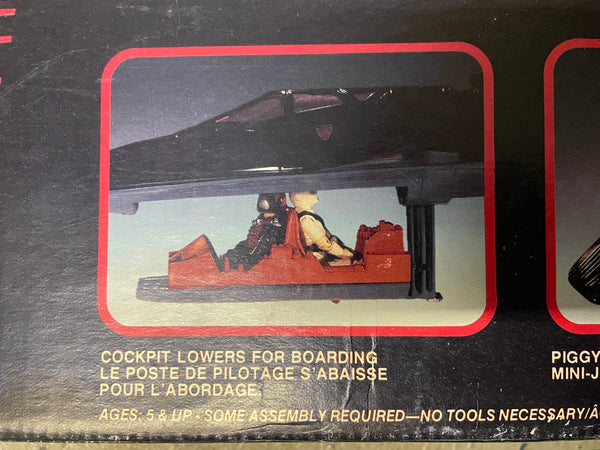 COCKPIT LOWERS FOR BOARDING
LE POSTE DE PILOTAGE S'ABAISSE
POUR L'ABORDAGE.
PIGGY
MINI-J
AGES: 5 & UP - SOME ASSEMBLY REQUIRED—NO TOOLS NECESSARY/Â